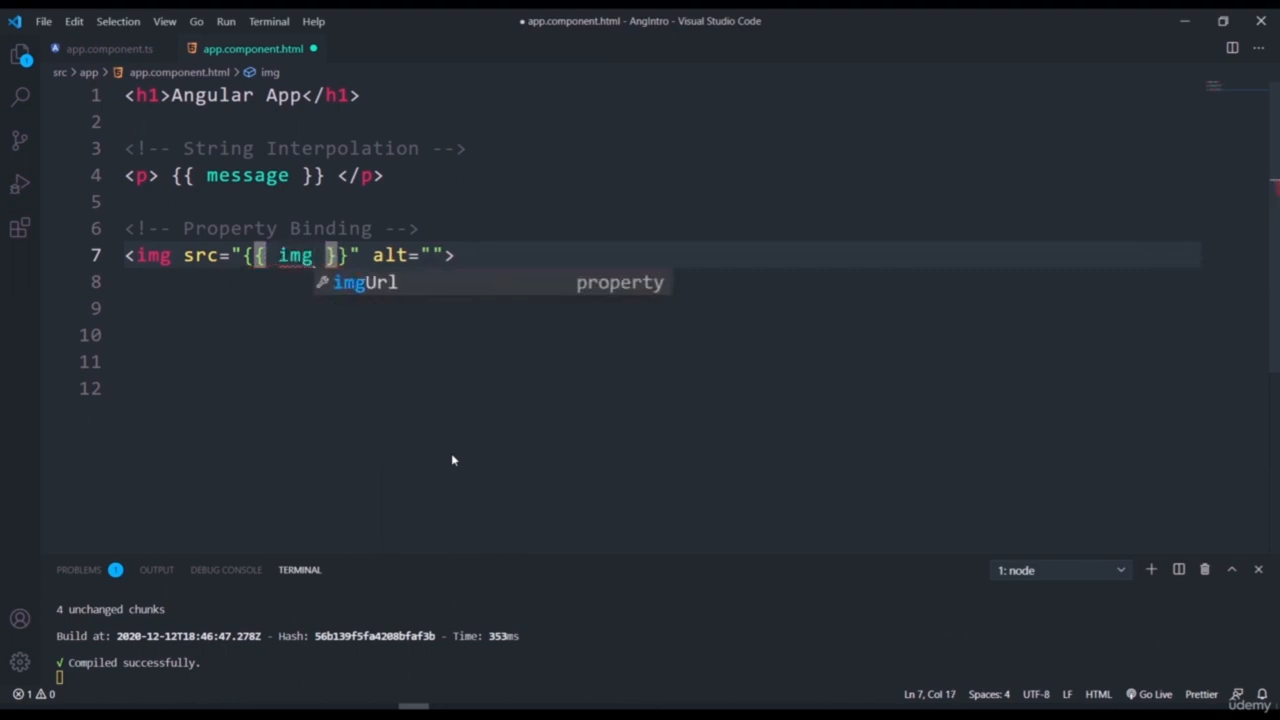 File Edit Selection View Go Run Terminal Help ● app.component.html - AngIntro - Visual Studio Code
app.component.ts app.component.html
src > app > app.component.html > img
1 <h1>Angular App</h1>
2
3 <!-- String Interpolation -->
4 <p> {{ message }} </p>
5
6 <!-- Property Binding -->
7 <img src="{{ img }}" alt="">
8 imgUrl property
9
10
11
12
PROBLEMS 1 OUTPUT DEBUG CONSOLE TERMINAL 1: node
4 unchanged chunks
Build at: 2020-12-12T18:46:47.278Z - Hash: 56b139f5fa4208bfaf3b - Time: 353ms
√ Compiled successfully.
1 0 Ln 7, Col 17 Spaces: 4 UTF-8 LF HTML Go Live Prettier
udemy